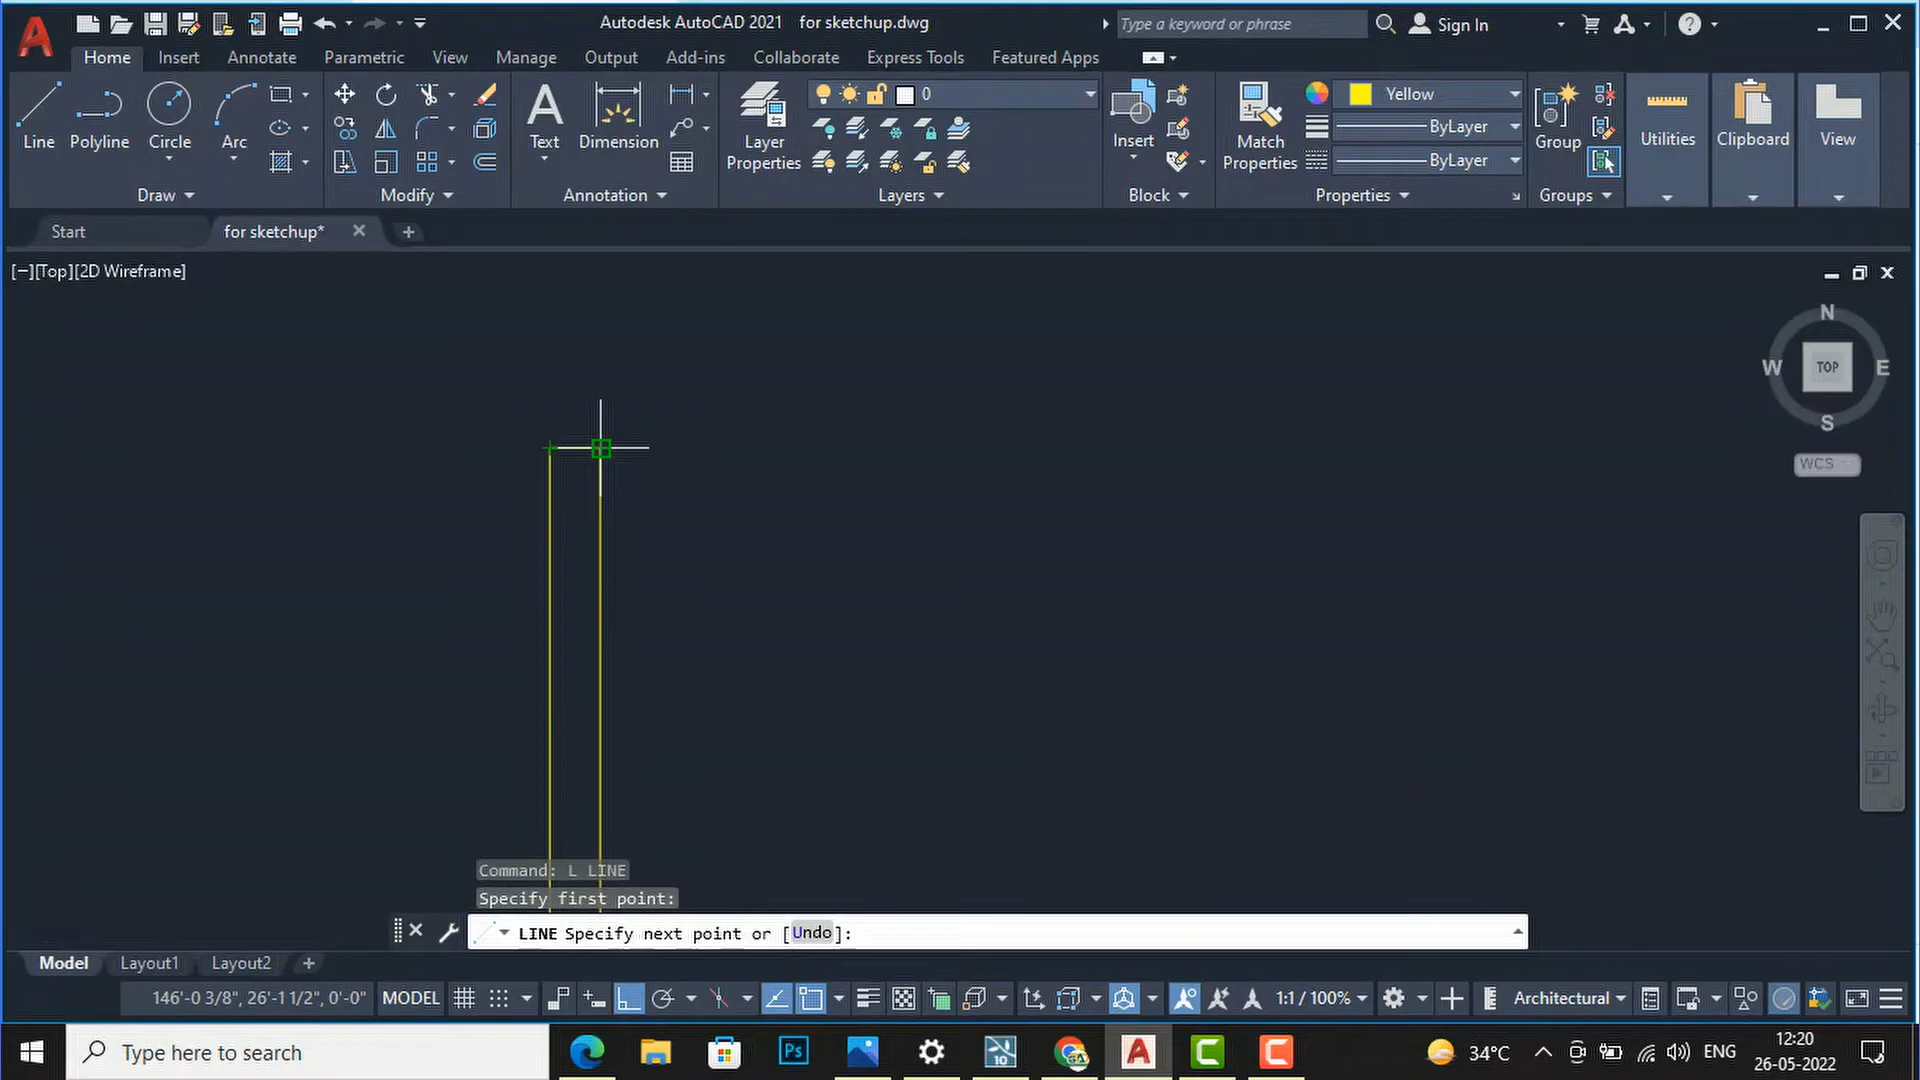 Autodesk AutoCAD 2021 for sketchup.dwg
Type a keyword or phrase
Sign In
Home Insert Annotate Parametric View Manage Output Add-ins Collaborate Express Tools Featured Apps
Line Polyline Circle Arc
Text Dimension
Layer Properties
0
Insert
Match Properties
Yellow
ByLayer
ByLayer
Group
Utilities
Clipboard
View
Draw Modify Annotation Layers Block Properties Groups
Start for sketchup*
[−][Top][2D Wireframe]
N
W TOP E
S
WCS
Command: L LINE
Specify first point:
LINE Specify next point or [Undo]:
Model Layout1 Layout2
146'-0 3/8", 26'-1 1/2", 0'-0" MODEL 1:1 / 100% Architectural
Type here to search
Ps
10
34°C
ENG
12:20
26-05-2022